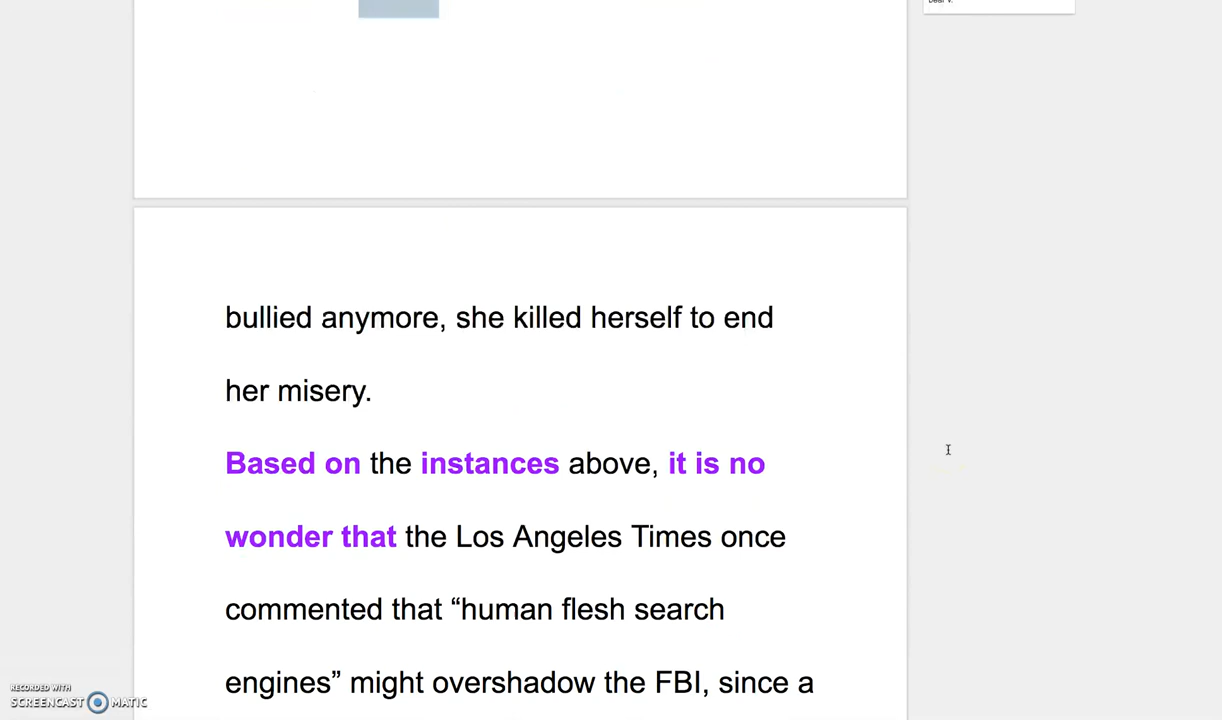 bullied anymore, she killed herself to end
her misery.
Based on the instances above, it is no
wonder that the Los Angeles Times once
commented that “human flesh search
engines” might overshadow the FBI, since a
RECORDED WITH
SCREENCAST MATIC